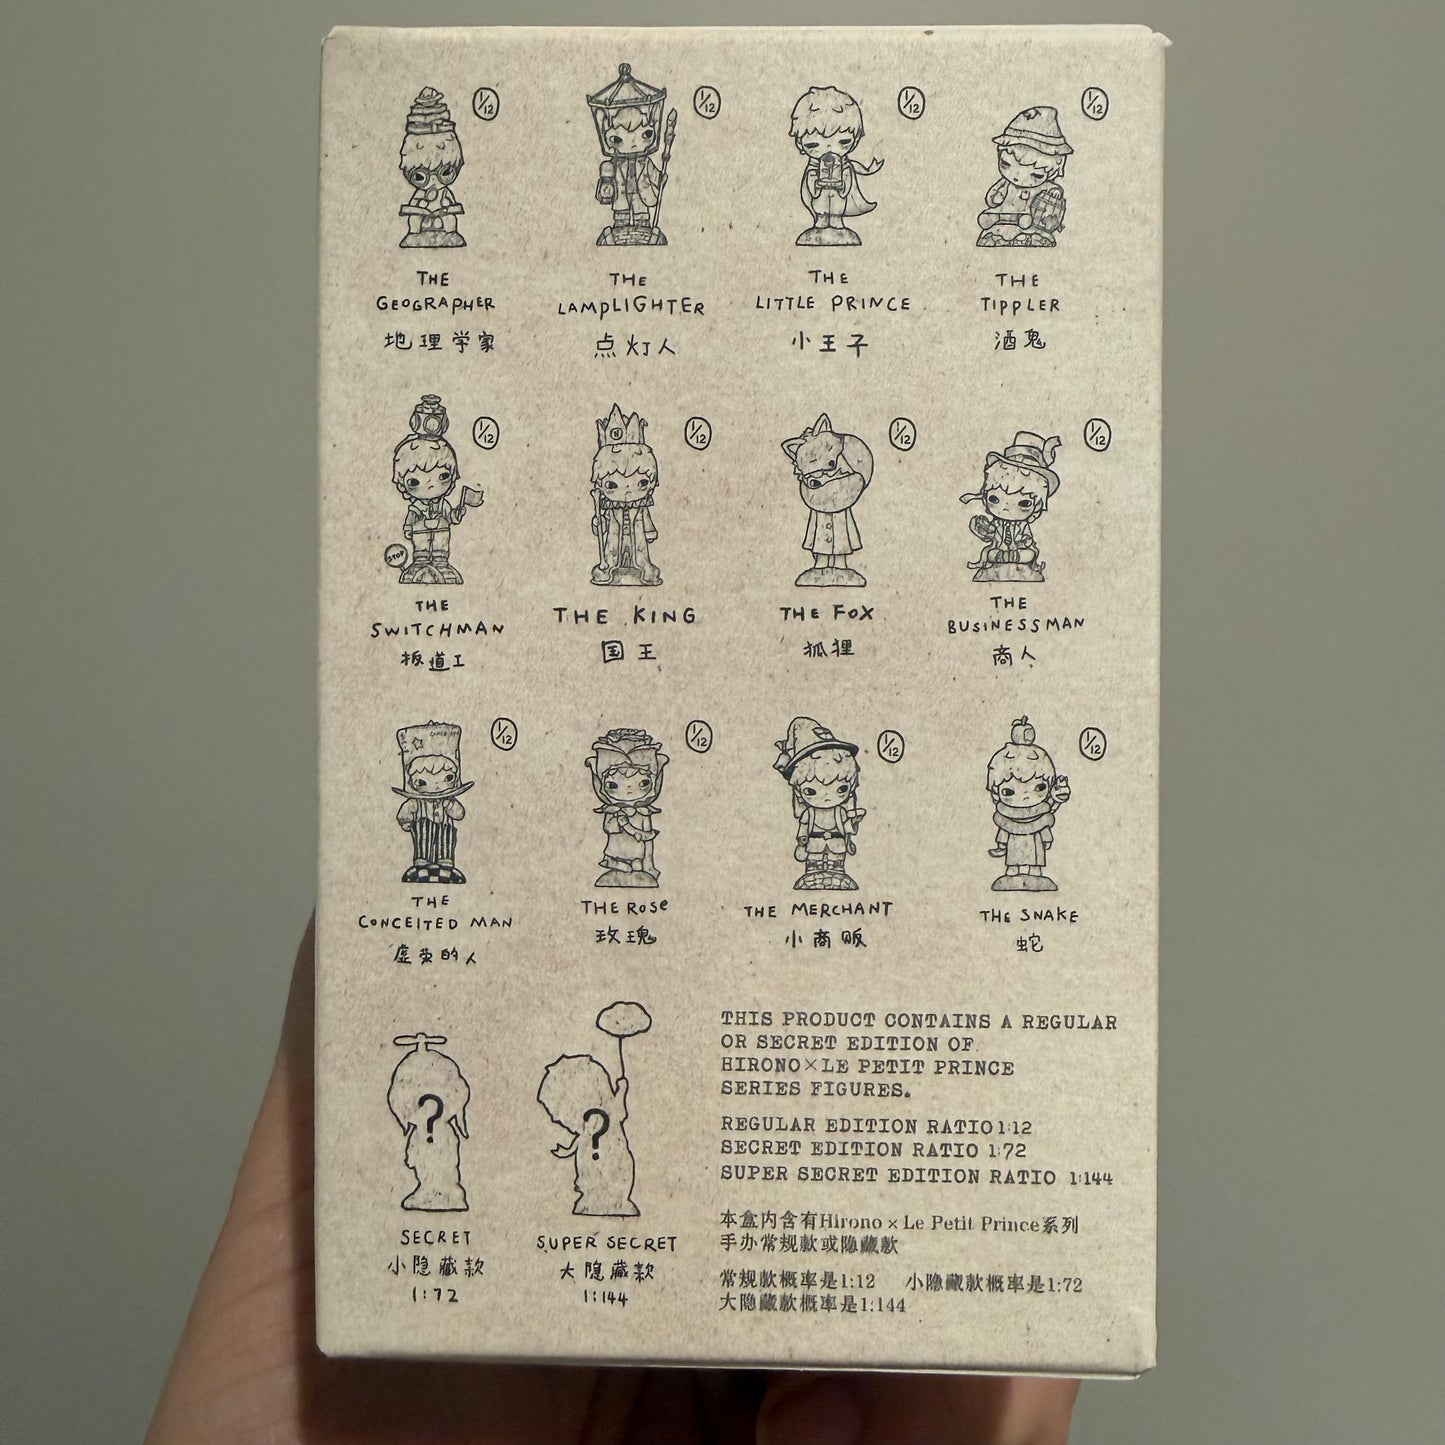 1/12
1/12
1/12
1/12
THE
GEOGRAPHER
地理学家
THE
LAMPLIGHTER
点灯人
THE
LITTLE PRINCE
小王子
THE
TIPPLER
酒鬼
1/12
1/12
1/12
1/12
STOP
THE
SWITCHMAN
板道工
THE KING
国王
THE FOX
狐狸
THE
BUSINESSMAN
商人
1/12
1/12
1/12
1/12
THE
CONCEITED MAN
虚荣的人
THE ROSE
玫瑰
THE MERCHANT
小商贩
THE SNAKE
蛇
?
SECRET
小隐藏款
1:72
?
SUPER SECRET
大隐藏款
1:144
THIS PRODUCT CONTAINS A REGULAR
OR SECRET EDITION OF
HIRONO×LE PETIT PRINCE
SERIES FIGURES.
REGULAR EDITION RATIO 1:12
SECRET EDITION RATIO 1:72
SUPER SECRET EDITION RATIO 1:144
本盒内含有Hirono×Le Petit Prince系列
手办常规款或隐藏款
常规款概率是1:12 小隐藏款概率是1:72
大隐藏款概率是1:144